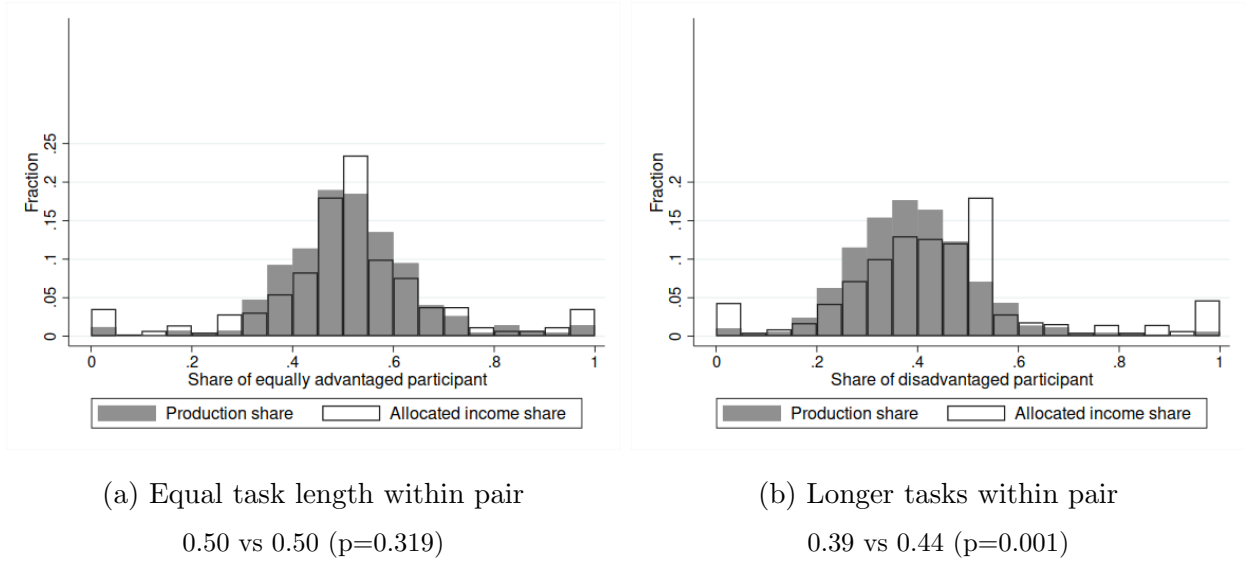 Fraction
.25
.2
.15
.1
.05
0
0
.2
.4
.6
.8
1
Share of equally advantaged participant
Production share
Allocated income share
(a) Equal task length within pair
0.50 vs 0.50 (p=0.319)
Fraction
.2
.15
.1
.05
0
0
.2
.4
.6
.8
1
Share of disadvantaged participant
Production share
Allocated income share
(b) Longer tasks within pair
0.39 vs 0.44 (p=0.001)